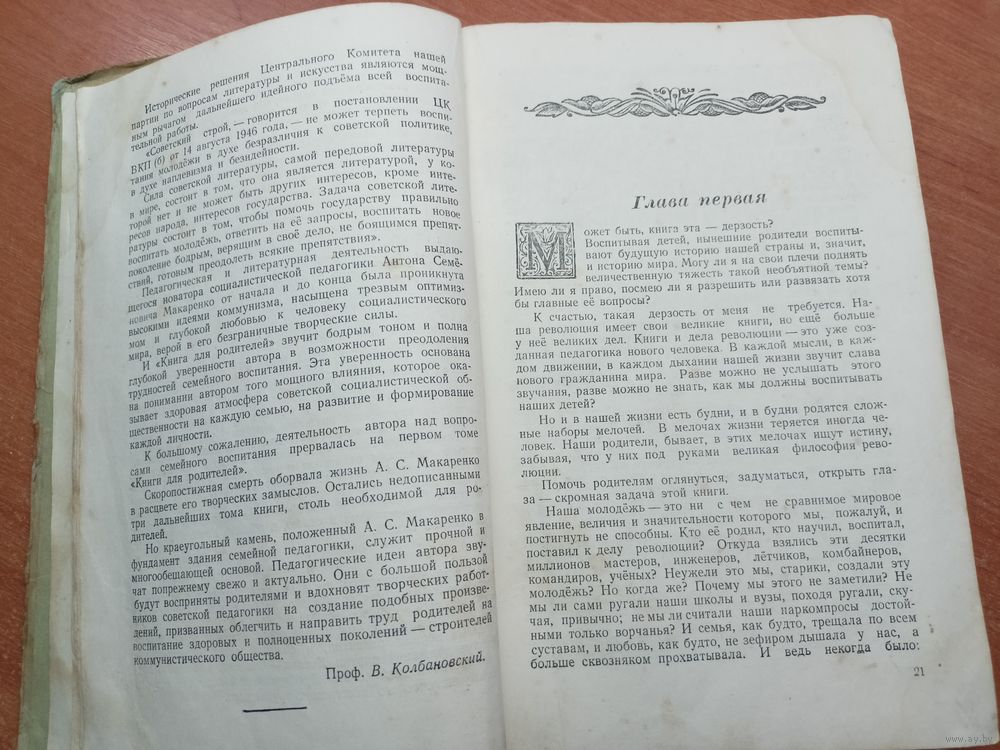 Исторические решения Центрального Комитета нашей
партии по вопросам литературы и искусства являются мощ-
ным рычагом дальнейшего идейного подъёма всей воспита-
тельной работы.
«Советский строй,— говорится в постановлении ЦК
ВКП (б) от 14 августа 1946 года,— не может терпеть воспи-
тания молодёжи в духе безразличия к советской политике,
в духе наплевизма и безидейности.
Сила советской литературы, самой передовой литературы
в мире, состоит в том, что она является литературой, у ко-
торой нет и не может быть других интересов, кроме инте-
ресов народа, интересов государства. Задача советской лите-
ратуры состоит в том, чтобы помочь государству правильно
воспитать молодёжь, ответить на её запросы, воспитать новое
поколение бодрым, верящим в своё дело, не боящимся препят-
ствий, готовым преодолеть всякие препятствия».
Педагогическая и литературная деятельность выдаю-
щегося новатора социалистической педагогики Антона Семё-
новича Макаренко от начала и до конца была проникнута
высокими идеями коммунизма, насыщена трезвым оптимиз-
мом и глубокой любовью к человеку социалистического
мира, верой в его безграничные творческие силы.
И «Книга для родителей» звучит бодрым тоном и полна
глубокой уверенности автора в возможности преодоления
трудностей семейного воспитания. Эта уверенность основана
на понимании автором того мощного влияния, которое ока-
зывает здоровая атмосфера советской социалистической об-
щественности на каждую семью, на развитие и формирование
каждой личности.
К большому сожалению, деятельность автора над вопро-
сами семейного воспитания прервалась на первом томе
«Книги для родителей».
Скоропостижная смерть оборвала жизнь А. С. Макаренко
в расцвете его творческих замыслов. Остались недописанными
три дальнейших тома книги, столь необходимой для ро-
дителей.
Но краеугольный камень, положенный А. С. Макаренко в
фундамент здания семейной педагогики, служит прочной и
многообещающей основой. Педагогические идеи автора зву-
чат попрежнему свежо и актуально. Они с большой пользой
будут восприняты родителями и вдохновят творческих работ-
ников советской педагогики на создание подобных произве-
дений, призванных облегчить и направить труд родителей на
воспитание здоровых и полноценных поколений — строителей
коммунистического общества.
Проф. В. Колбановский.
Глава первая
Может быть, книга эта — дерзость?
Воспитывая детей, нынешние родители воспиты-
вают будущую историю нашей страны и, значит,
и историю мира. Могу ли я на свои плечи поднять
величественную тяжесть такой необъятной темы?
Имею ли я право, посмею ли я разрешить или развязать хотя
бы главные её вопросы?
К счастью, такая дерзость от меня не требуется. На-
ша революция имеет свои великие книги, но ещё больше
у неё великих дел. Книги и дела революции — это уже соз-
данная педагогика нового человека. В каждой мысли, в каж-
дом движении, в каждом дыхании нашей жизни звучит слава
нового гражданина мира. Разве можно не услышать этого
звучания, разве можно не знать, как мы должны воспитывать
наших детей?
Но и в нашей жизни есть будни, и в будни родятся слож-
ные наборы мелочей. В мелочах жизни теряется иногда че-
ловек. Наши родители, бывает, в этих мелочах ищут истину,
забывая, что у них под руками великая философия рево-
люции.
Помочь родителям оглянуться, задуматься, открыть гла-
за — скромная задача этой книги.
Наша молодёжь — это ни с чем не сравнимое мировое
явление, величия и значительности которого мы, пожалуй, и
постигнуть не способны. Кто её родил, кто научил, воспитал,
поставил к делу революции? Откуда взялись эти десятки
миллионов мастеров, инженеров, лётчиков, комбайнеров,
командиров, учёных? Неужели это мы, старики, создали эту
молодёжь? Но когда же? Почему мы этого не заметили? Не
мы ли сами ругали наши школы и вузы, походя ругали, ску-
чая, привычно; не мы ли считали наши наркомпросы достой-
ными только ворчанья? И семья, как будто, трещала по всем
суставам, и любовь, как будто, не зефиром дышала у нас, а
больше сквозняком прохватывала. И ведь некогда было:
21
www.ay.by